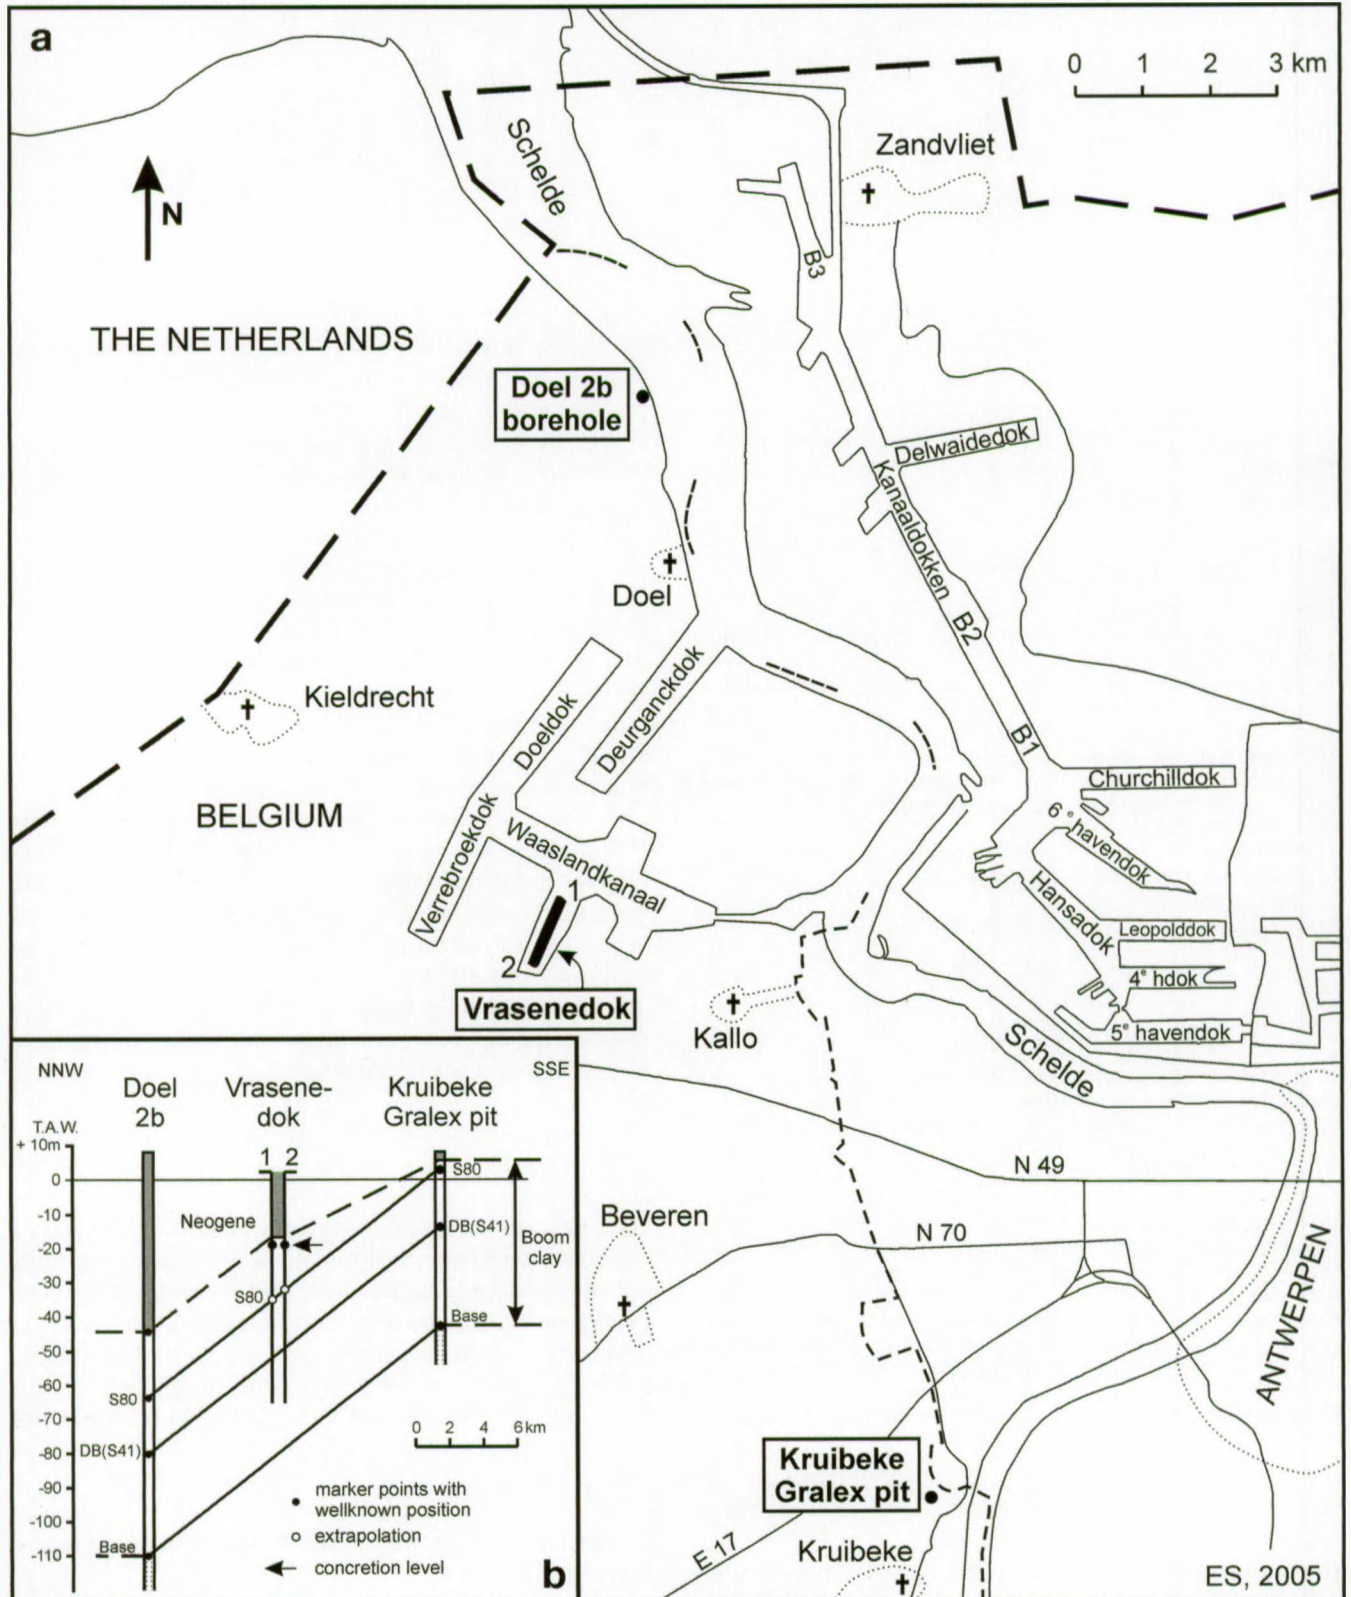 a
0 1 2 3 km
Schelde
Zandvliet
N
B3
THE NETHERLANDS
Doel 2b
borehole
Delwaidedok
Kanaaldokken
Doel
B2
Kieldrecht
Doeldok
Deurganckdok
B1
Churchilldok
BELGIUM
6e havendok
Verrebroekdok
Waaslandkanaal
1
2
Hansadok
Leopolddok
4e hdok
5e havendok
Vrasenedok
Kallo
Schelde
N 49
Beveren
N 70
ANTWERPEN
Kruibeke
Gralex pit
E 17
Kruibeke
ES, 2005
NNW
SSE
Doel
2b
Vrasene-
dok
Kruibeke
Gralex pit
T.A.W.
+ 10m
0
-10
-20
-30
-40
-50
-60
-70
-80
-90
-100
-110
1 2
Neogene
S80
S80
DB(S41)
Base
S80
DB(S41)
Base
Boom
clay
0 2 4 6 km
marker points with
wellknown position
extrapolation
concretion level
b